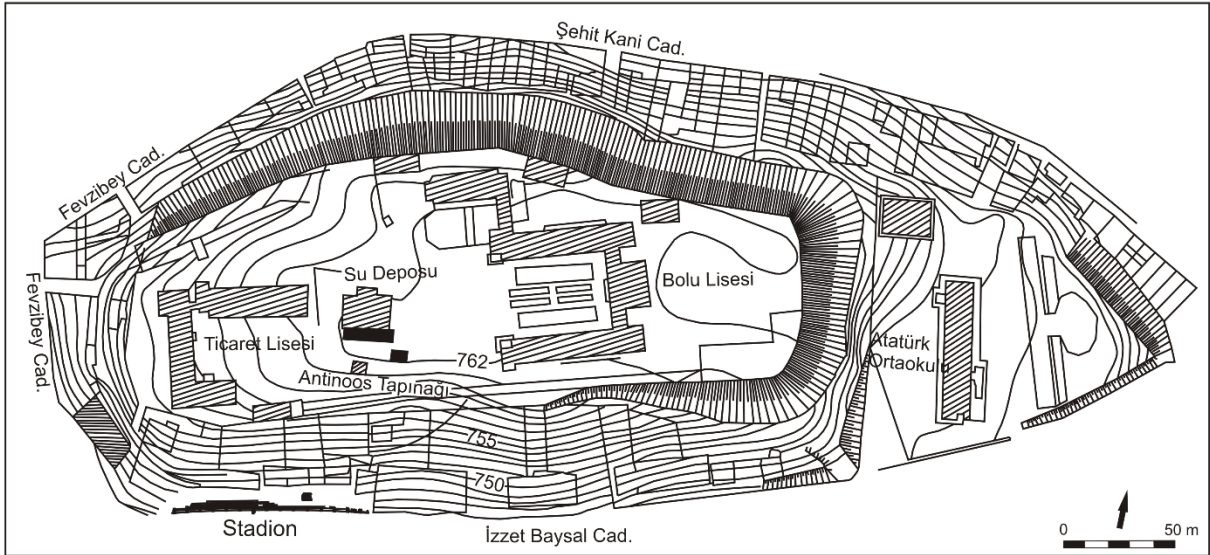 Şehit Kani Cad.
Fevzibey Cad.
Fevzibey Cad.
Su Deposu
Bolu Lisesi
Ticaret Lisesi
Atatürk
Ortaokulu
762
Antinoos Tapınağı
755
750
Stadion
İzzet Baysal Cad.
0 50 m